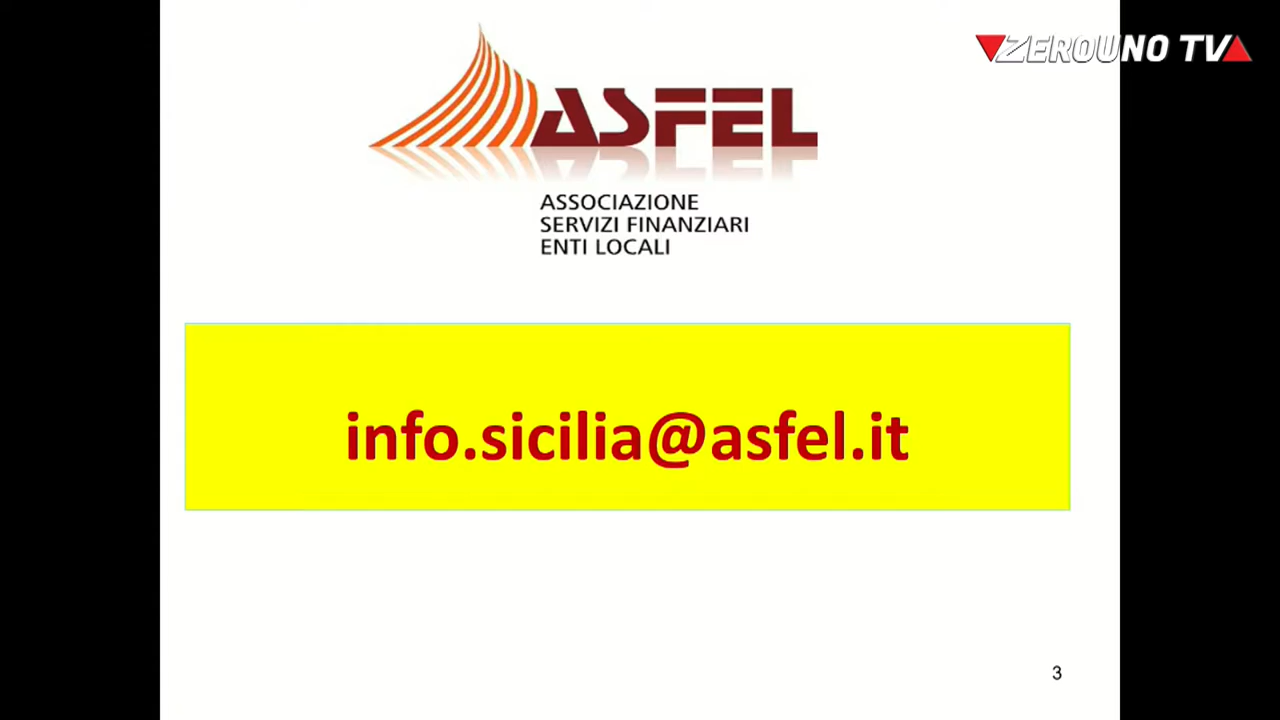 ZEROUNO TV
ASFEL
ASSOCIAZIONE
SERVIZI FINANZIARI
ENTI LOCALI
info.sicilia@asfel.it
3